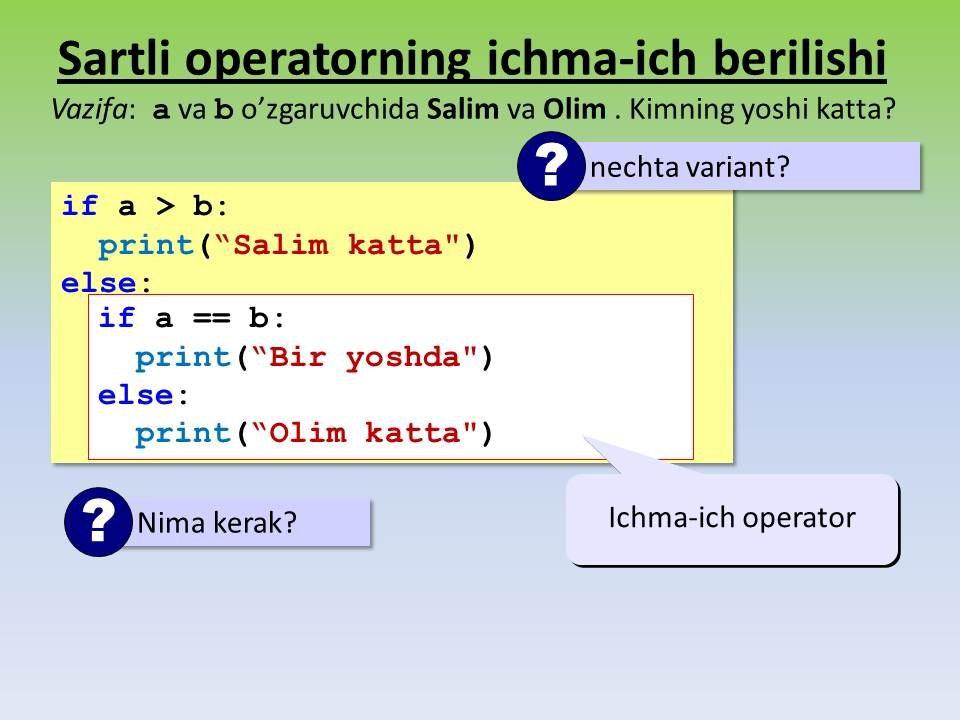 Sartli operatorning ichma-ich berilishi
Vazifa: a va b o’zgaruvchida Salim va Olim . Kimning yoshi katta?
? nechta variant?
if a > b:
print(“Salim katta")
else:
if a == b:
print(“Bir yoshda")
else:
print(“Olim katta")
? Nima kerak?
Ichma-ich operator